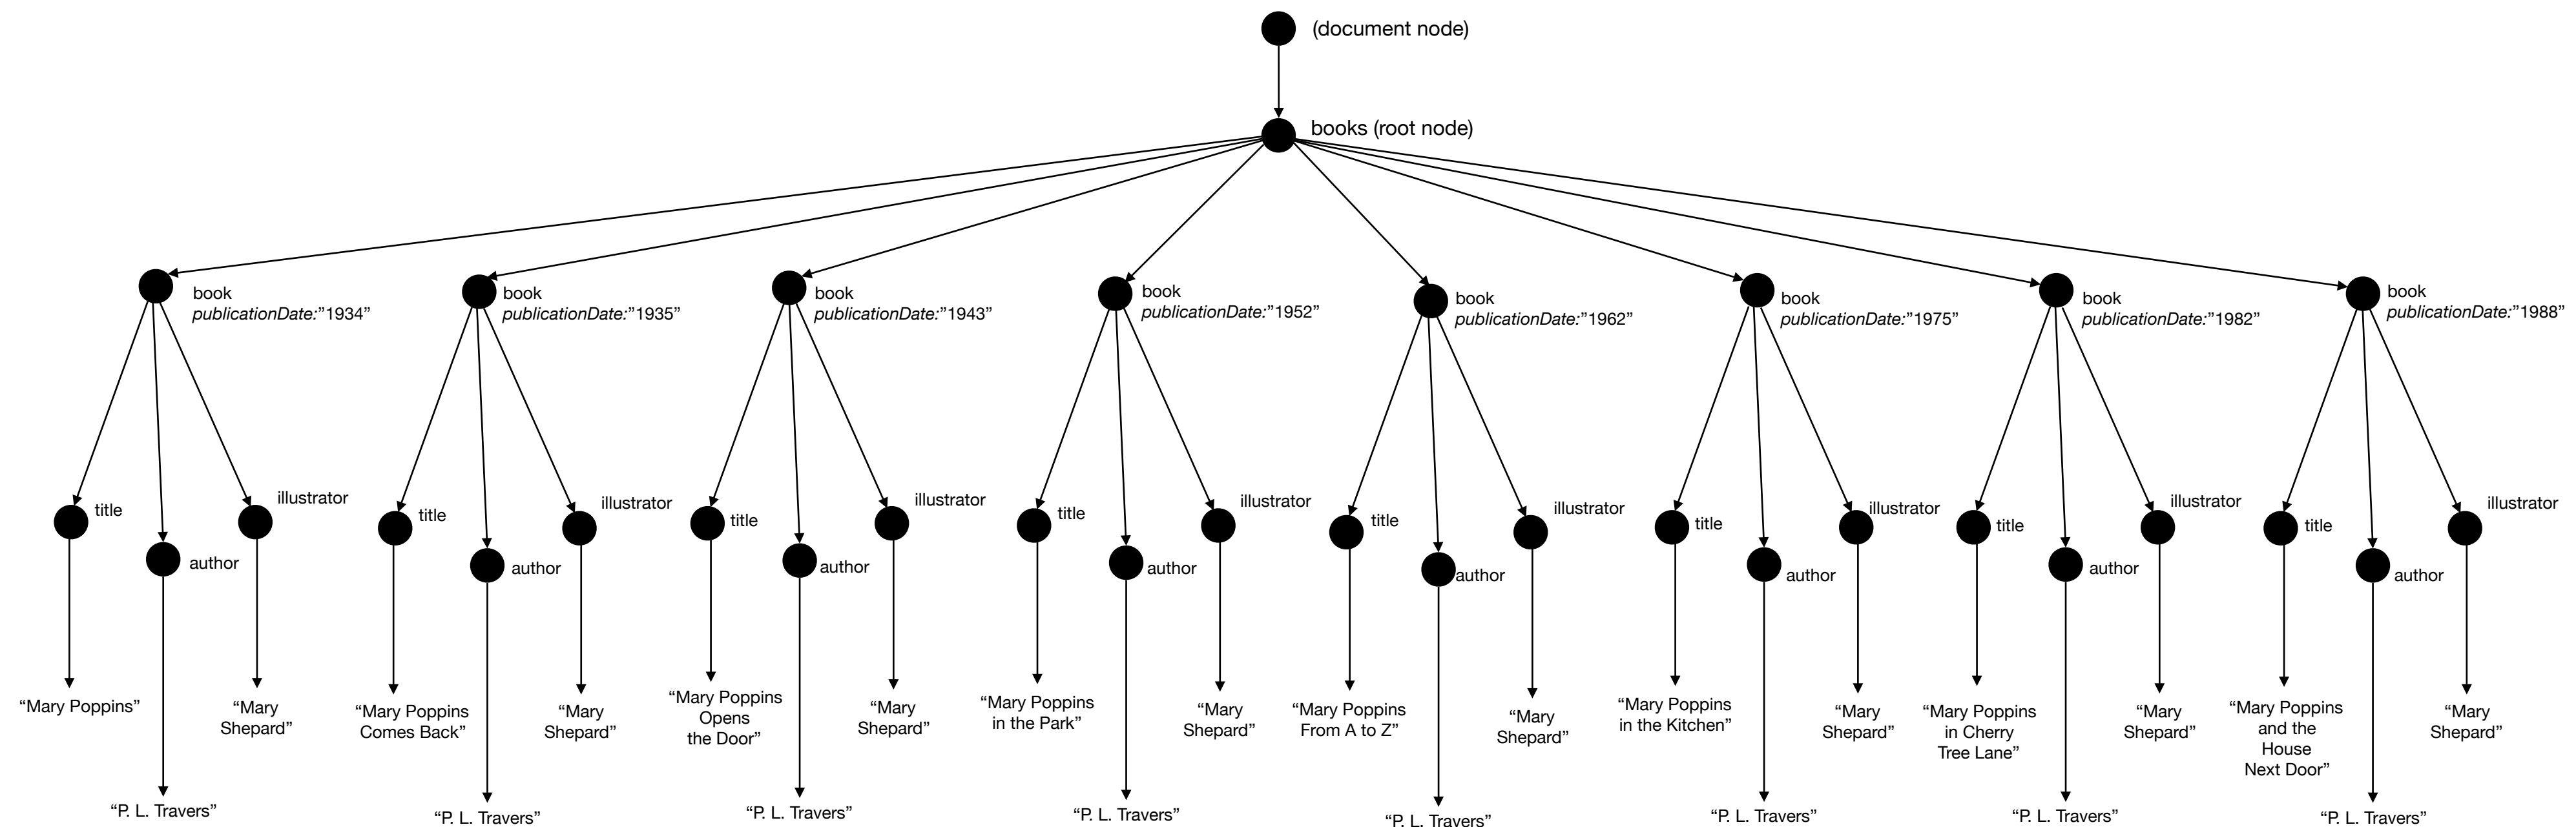 (document node)
books (root node)
book
publicationDate:”1934”
book
publicationDate:”1935”
book
publicationDate:”1943”
book
publicationDate:”1952”
book
publicationDate:”1962”
book
publicationDate:”1975”
book
publicationDate:”1982”
book
publicationDate:”1988”
title
author
illustrator
title
author
illustrator
title
author
illustrator
title
author
illustrator
title
author
illustrator
title
author
illustrator
title
author
illustrator
title
author
illustrator
“Mary Poppins”
“P. L. Travers”
“Mary
Shepard”
“Mary Poppins
Comes Back”
“P. L. Travers”
“Mary
Shepard”
“Mary Poppins
Opens
the Door”
“P. L. Travers”
“Mary
Shepard”
“Mary Poppins
in the Park”
“P. L. Travers”
“Mary
Shepard”
“Mary Poppins
From A to Z”
“P. L. Travers”
“Mary
Shepard”
“Mary Poppins
in the Kitchen”
“P. L. Travers”
“Mary
Shepard”
“Mary Poppins
in Cherry
Tree Lane”
“P. L. Travers”
“Mary
Shepard”
“Mary Poppins
and the
House
Next Door”
“P. L. Travers”
“Mary
Shepard”